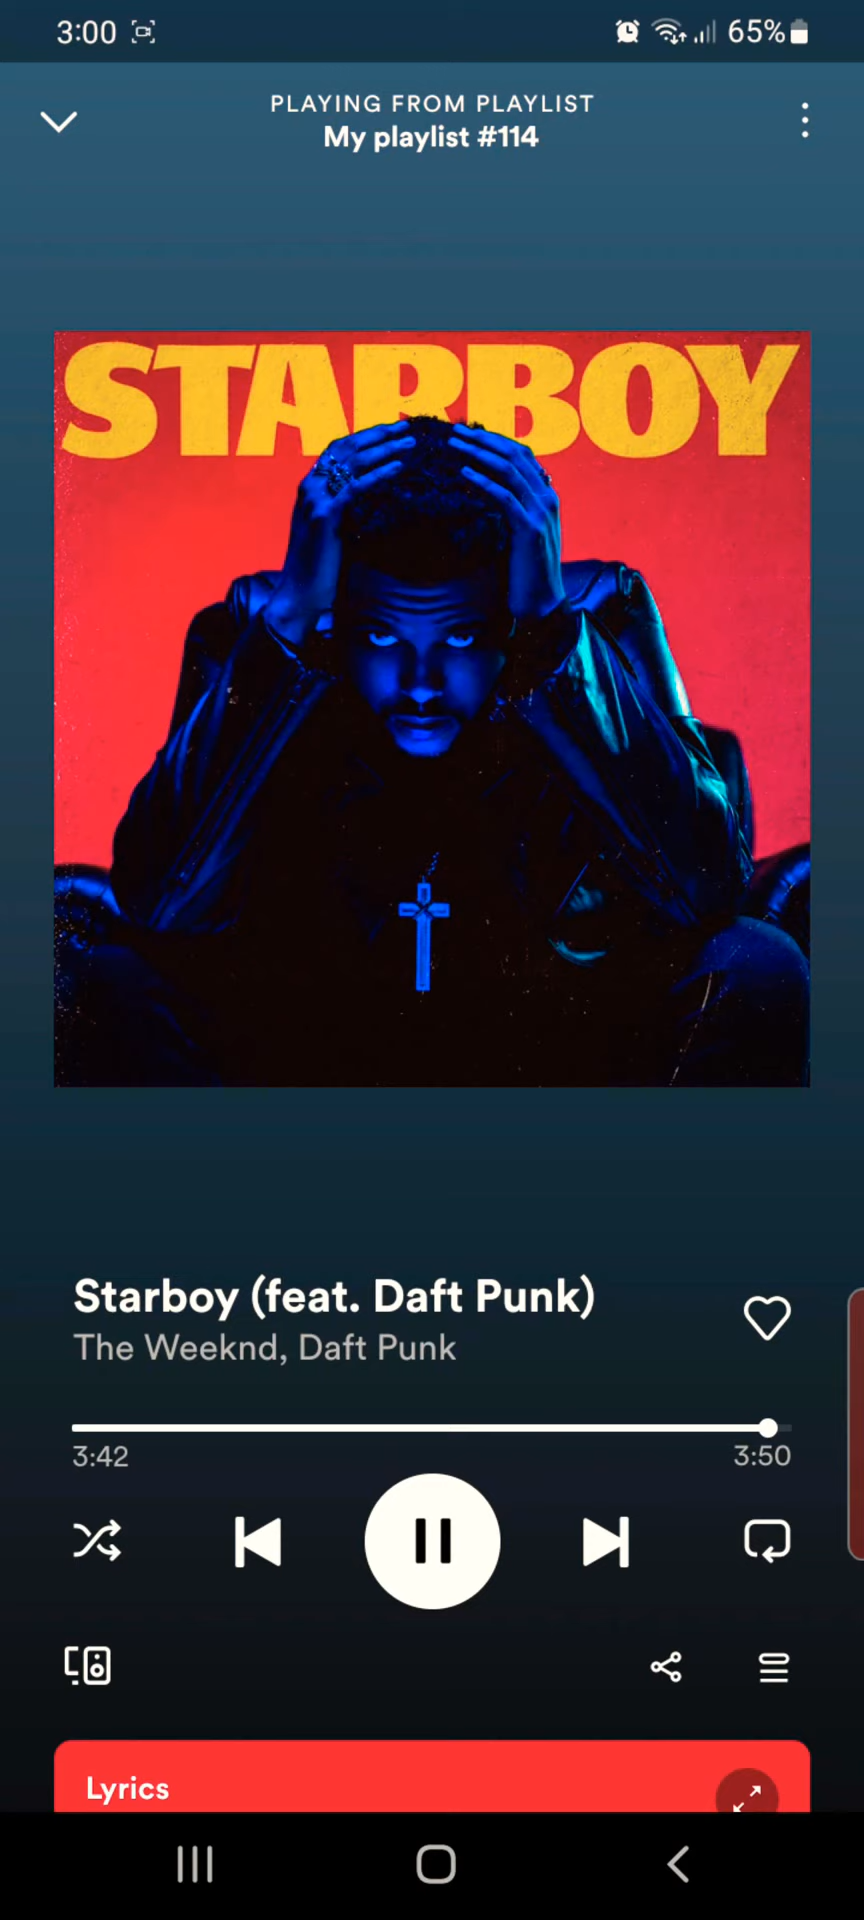 3:00
65%
PLAYING FROM PLAYLIST
My playlist #114
STARBOY
Starboy (feat. Daft Punk)
The Weeknd, Daft Punk
3:42
3:50
Lyrics